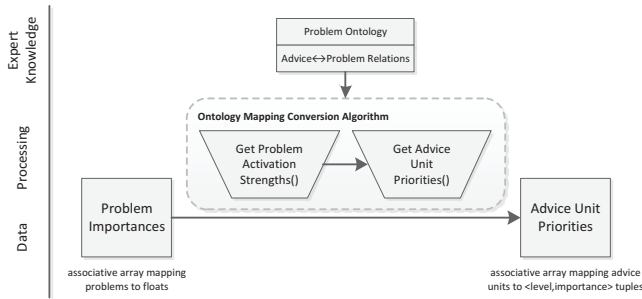 Expert
Knowledge
Problem Ontology
Advice↔Problem Relations
Processing
Ontology Mapping Conversion Algorithm
Get Problem
Activation
Strengths()
Get Advice
Unit
Priorities()
Data
Problem
Importances
Advice Unit
Priorities
associative array mapping
problems to floats
associative array mapping advice
units to <level,importance> tuples